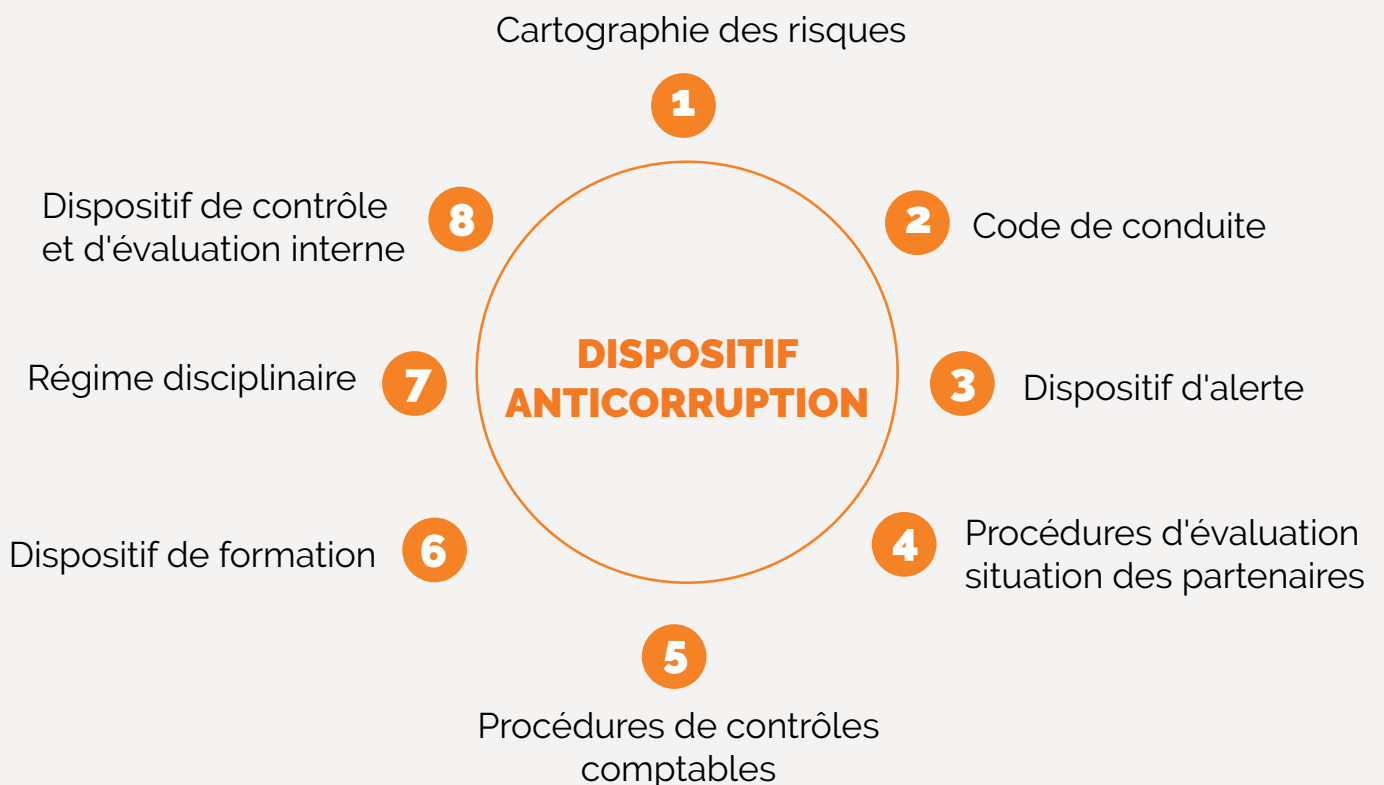 Cartographie des risques
1
2
Code de conduite
3
Dispositif d'alerte
4
Procédures d'évaluation
situation des partenaires
5
Procédures de contrôles
comptables
6
Dispositif de formation
7
Régime disciplinaire
8
Dispositif de contrôle
et d'évaluation interne
DISPOSITIF
ANTICORRUPTION